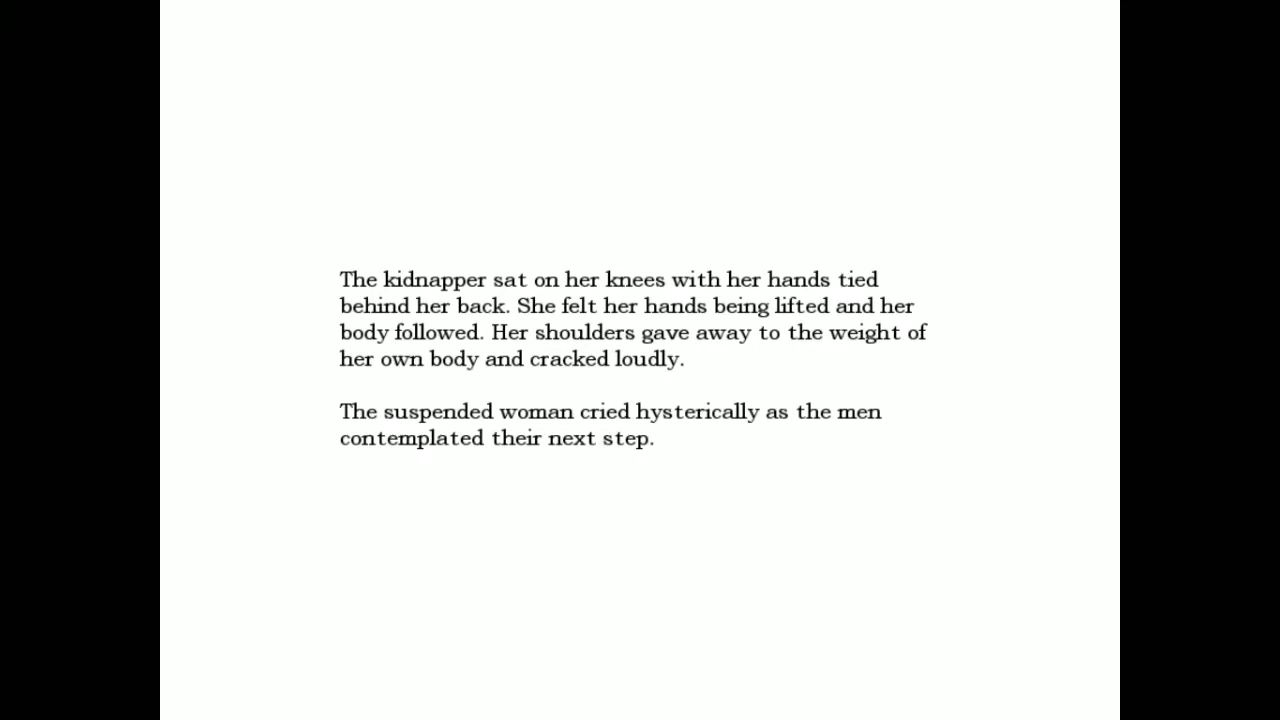 The kidnapper sat on her knees with her hands tied
behind her back. She felt her hands being lifted and her
body followed. Her shoulders gave away to the weight of
her own body and cracked loudly.
The suspended woman cried hysterically as the men
contemplated their next step.